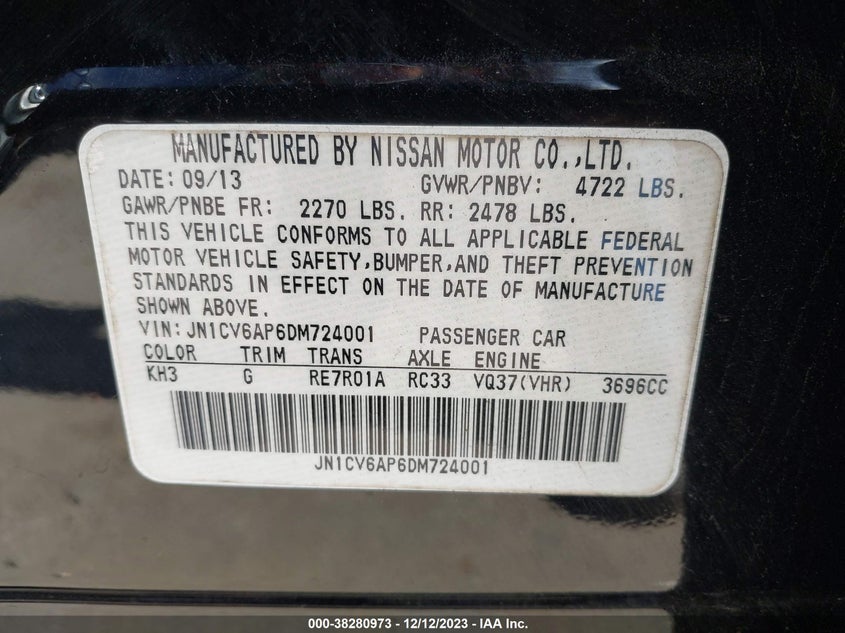 MANUFACTURED BY NISSAN MOTOR CO.,LTD.
DATE: 09/13 GVWR/PNBV: 4722 LBS.
GAWR/PNBE FR: 2270 LBS. RR: 2478 LBS.
THIS VEHICLE CONFORMS TO ALL APPLICABLE FEDERAL
MOTOR VEHICLE SAFETY,BUMPER,AND THEFT PREVENTION
STANDARDS IN EFFECT ON THE DATE OF MANUFACTURE
SHOWN ABOVE.
VIN:JN1CV6AP6DM724001 PASSENGER CAR
COLOR TRIM TRANS AXLE ENGINE
KH3 G RE7R01A RC33 VQ37(VHR) 3696CC
JN1CV6AP6DM724001
000-38280973 - 12/12/2023 - IAA Inc.